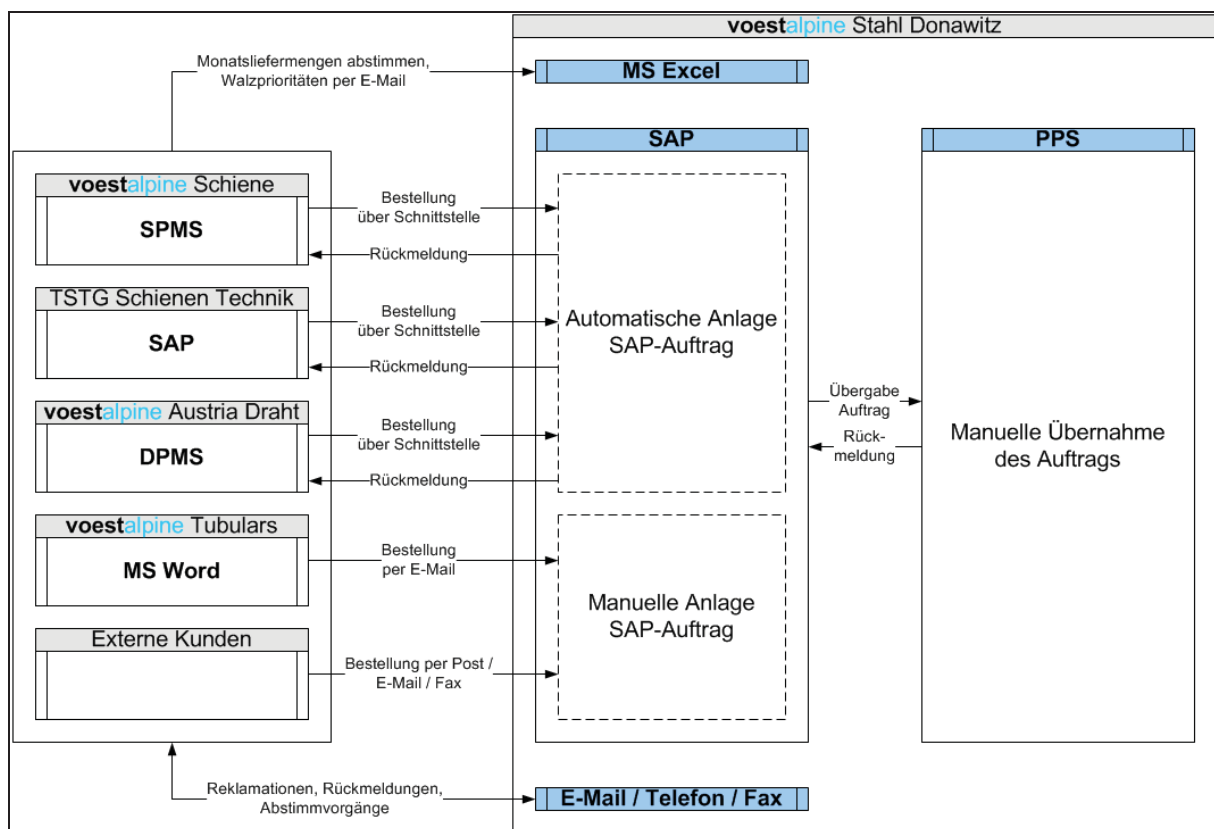 voestalpine Stahl Donawitz
Monatsliefermengen abstimmen,
Walzprioritäten per E-Mail
MS Excel
SAP
PPS
voestalpine Schiene
SPMS
Bestellung
über Schnittstelle
Rückmeldung
TSTG Schienen Technik
SAP
Bestellung
über Schnittstelle
Rückmeldung
voestalpine Austria Draht
DPMS
Bestellung
über Schnittstelle
Rückmeldung
Automatische Anlage
SAP-Auftrag
Übergabe
Auftrag
Rück-
meldung
Manuelle Übernahme
des Auftrags
voestalpine Tubulars
MS Word
Bestellung
per E-Mail
Externe Kunden
Bestellung per Post /
E-Mail / Fax
Manuelle Anlage
SAP-Auftrag
Reklamationen, Rückmeldungen,
Abstimmvorgänge
E-Mail / Telefon / Fax